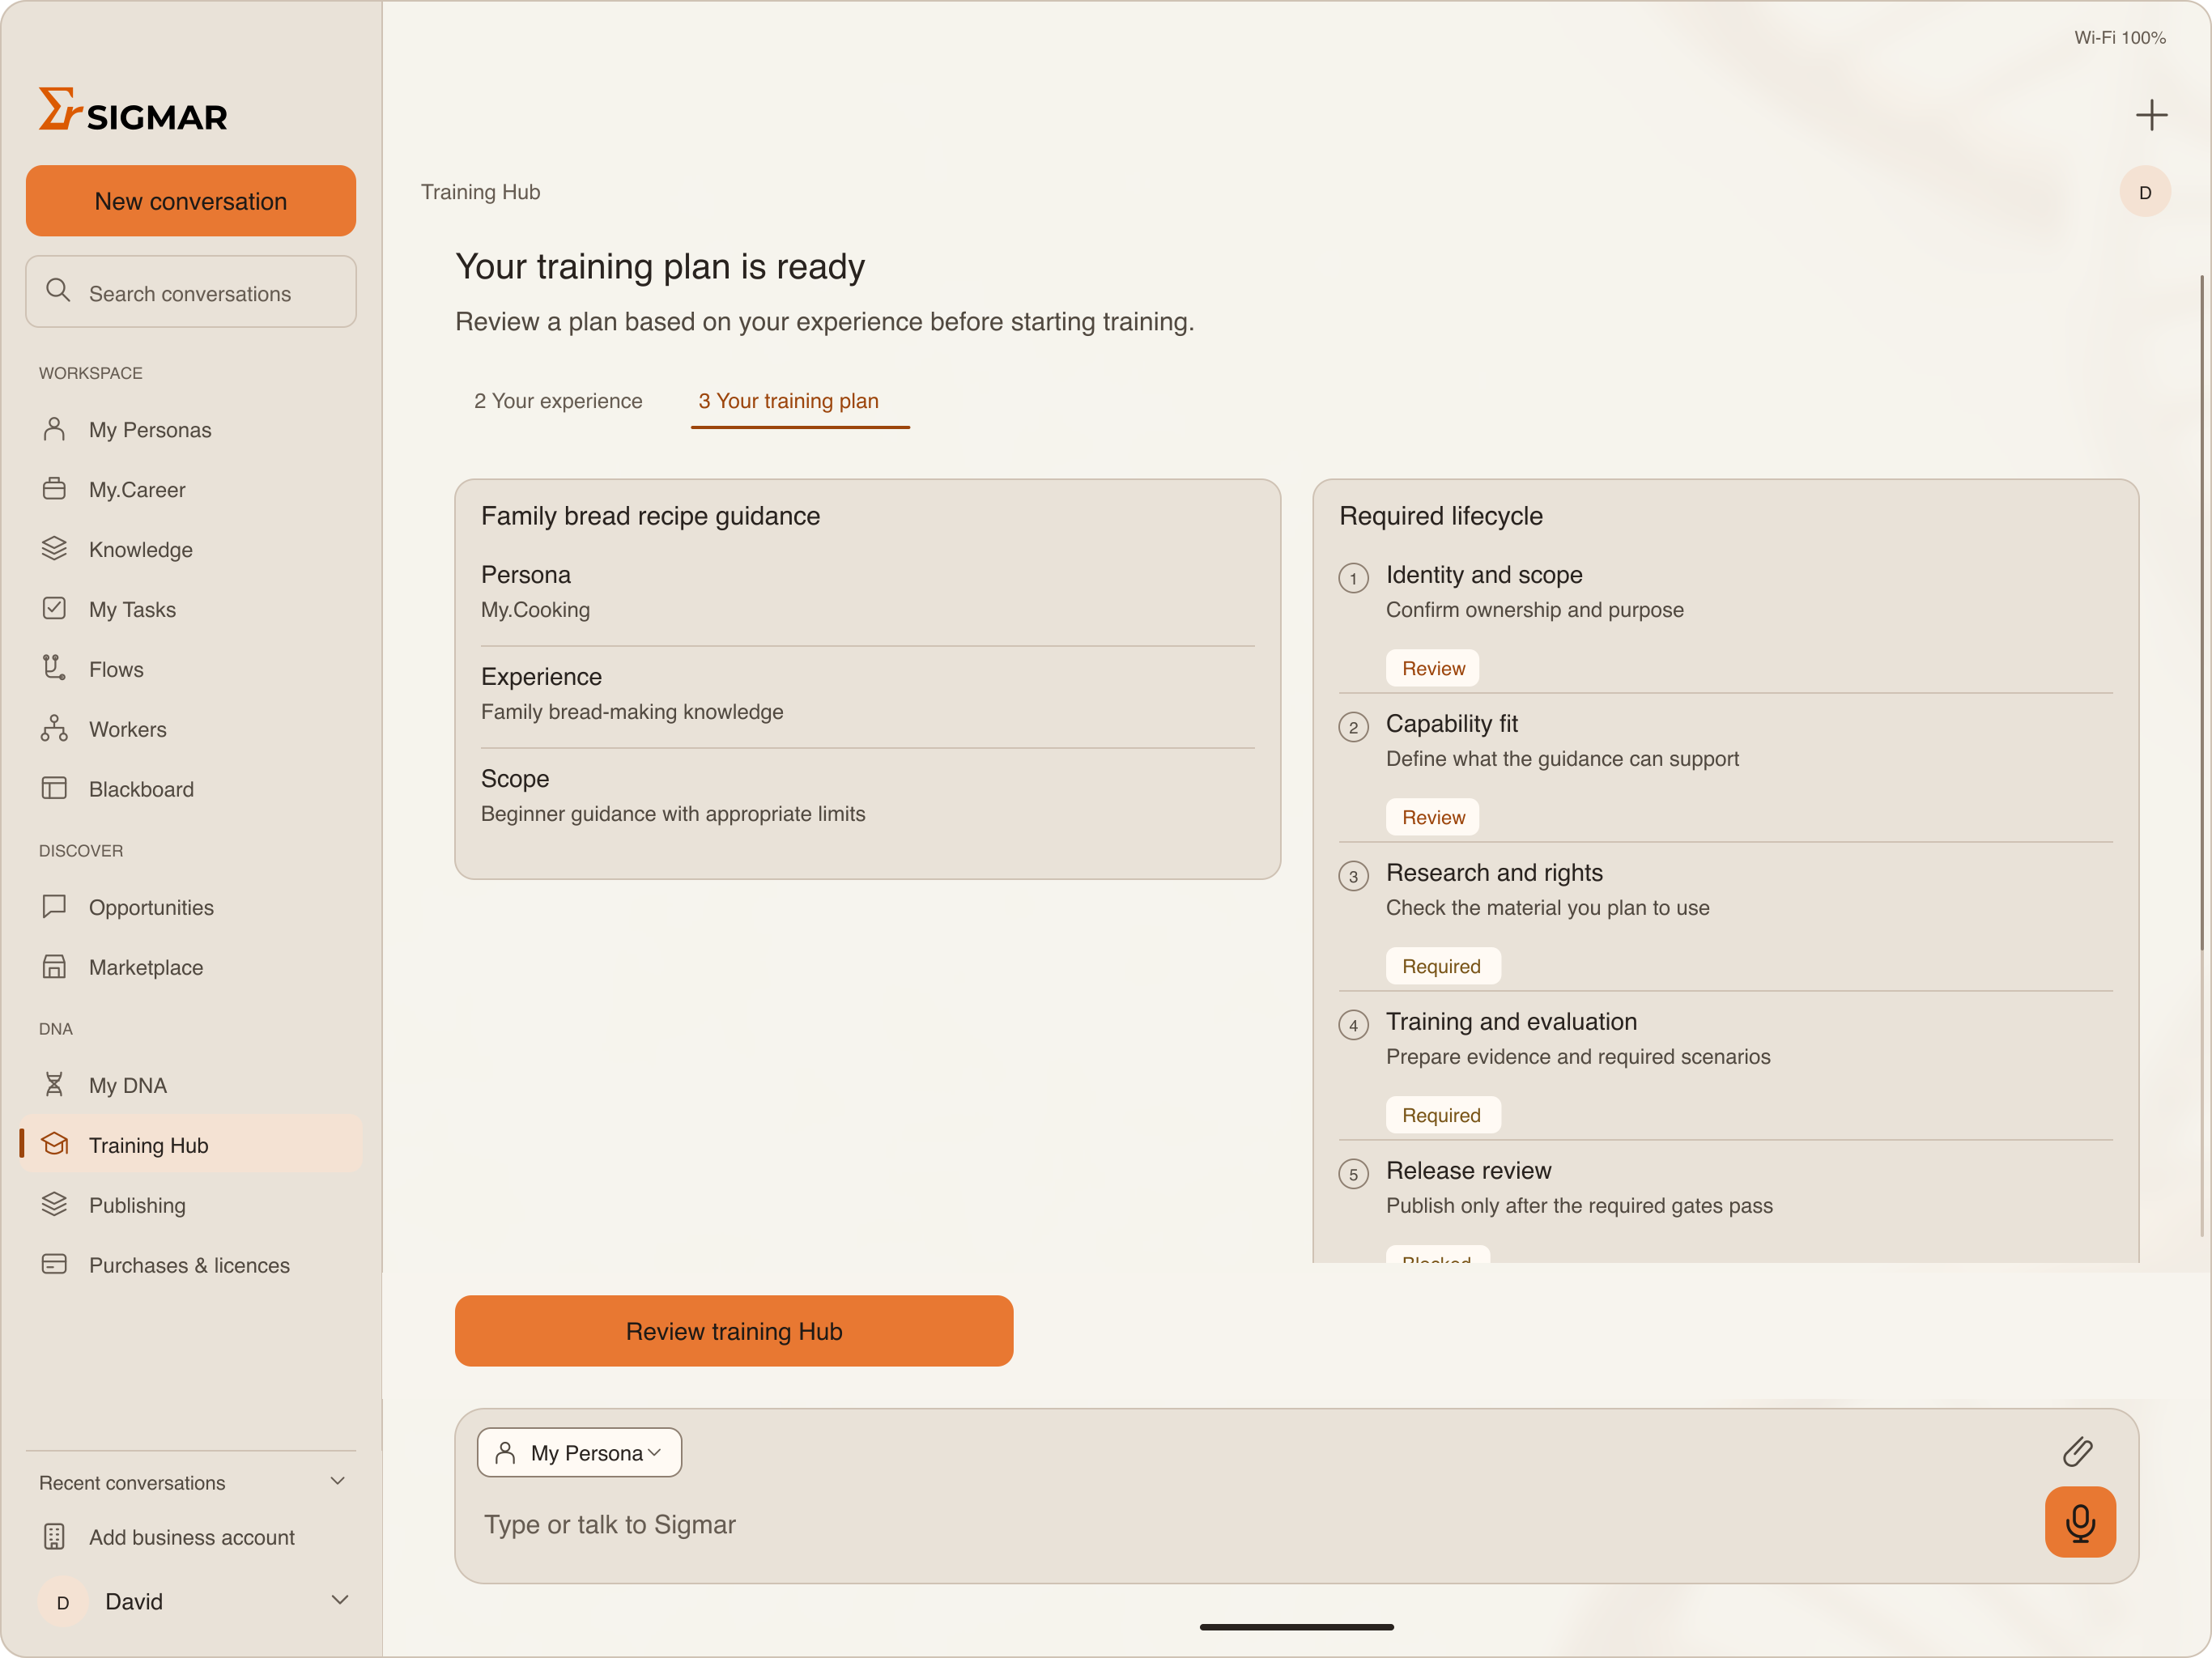 Wi-Fi 100%
SIGMAR
New conversation
Search conversations
WORKSPACE
My Personas
My.Career
Knowledge
My Tasks
Flows
Workers
Blackboard
DISCOVER
Opportunities
Marketplace
DNA
My DNA
Training Hub
Publishing
Purchases & licences
Recent conversations
Add business account
D
David
Training Hub
D
Your training plan is ready
Review a plan based on your experience before starting training.
2 Your experience
3 Your training plan
Family bread recipe guidance
Persona
My.Cooking
Experience
Family bread-making knowledge
Scope
Beginner guidance with appropriate limits
Required lifecycle
1 Identity and scope
Confirm ownership and purpose
Review
2 Capability fit
Define what the guidance can support
Review
3 Research and rights
Check the material you plan to use
Required
4 Training and evaluation
Prepare evidence and required scenarios
Required
5 Release review
Publish only after the required gates pass
Blocked
Review training Hub
My Persona
Type or talk to Sigmar